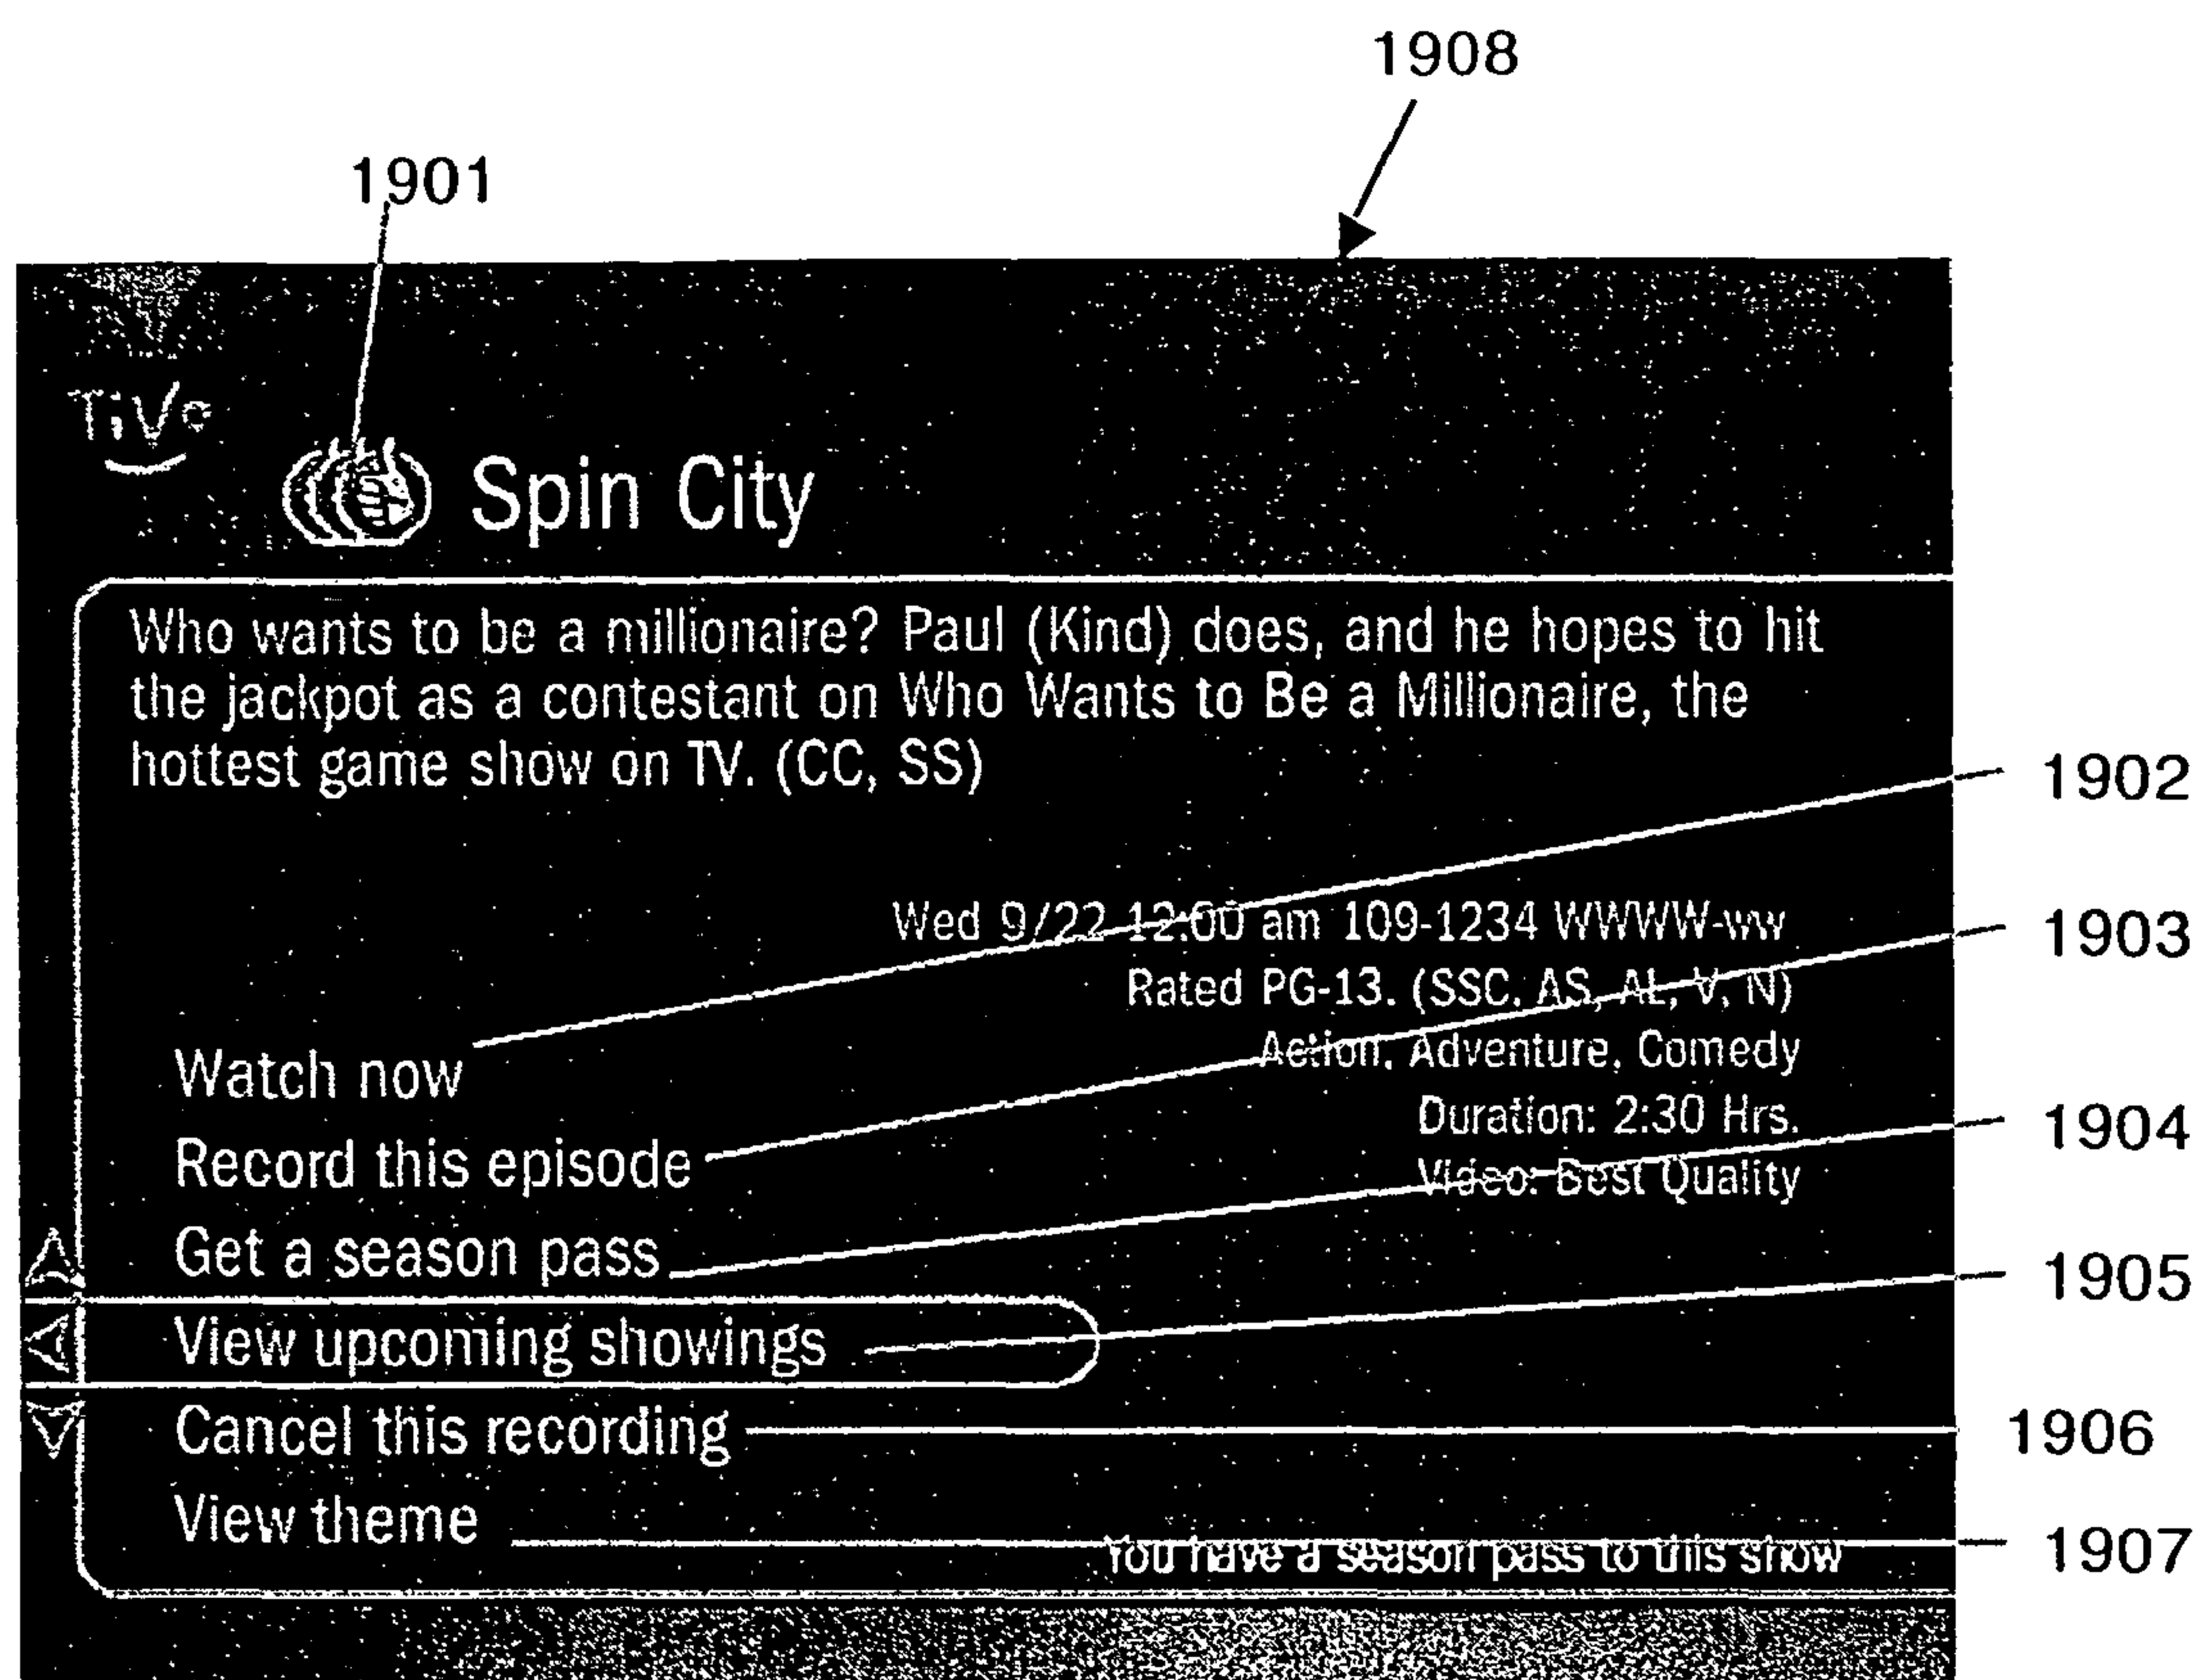 1908
1901
TiVo
Spin City
Who wants to be a millionaire? Paul (Kind) does, and he hopes to hit
the jackpot as a contestant on Who Wants to Be a Millionaire, the
hottest game show on TV. (CC, SS)
1902
Wed 9/22 12:00 am 109-1234 WWWW-ww
1903
Rated PG-13. (SSC, AS, AL, V, N)
Action, Adventure, Comedy
Watch now
Duration: 2:30 Hrs.
1904
Record this episode
Video: Best Quality
Get a season pass
1905
View upcoming showings
Cancel this recording
1906
View theme
You have a season pass to this show
1907